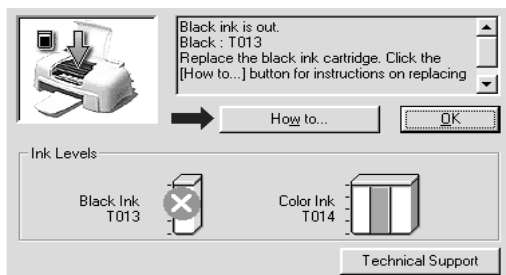 Black ink is out.
Black : T013
Replace the black ink cartridge. Click the
[How to...] button for instructions on replacing
How to...
OK
Ink Levels
Black Ink
T013
Color Ink
T014
Technical Support